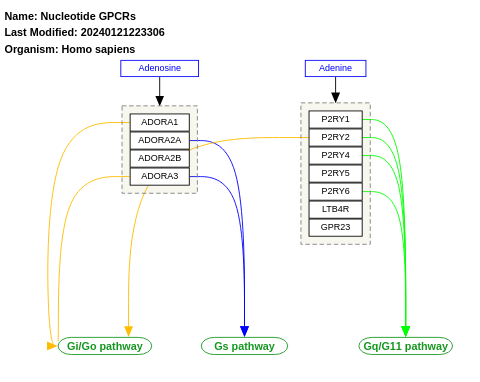 Name: Nucleotide GPCRs
Last Modified: 20240121223306
Organism: Homo sapiens
Adenosine
Adenine
ADORA1
ADORA2A
ADORA2B
ADORA3
P2RY1
P2RY2
P2RY4
P2RY5
P2RY6
LTB4R
GPR23
Gi/Go pathway
Gs pathway
Gq/G11 pathway